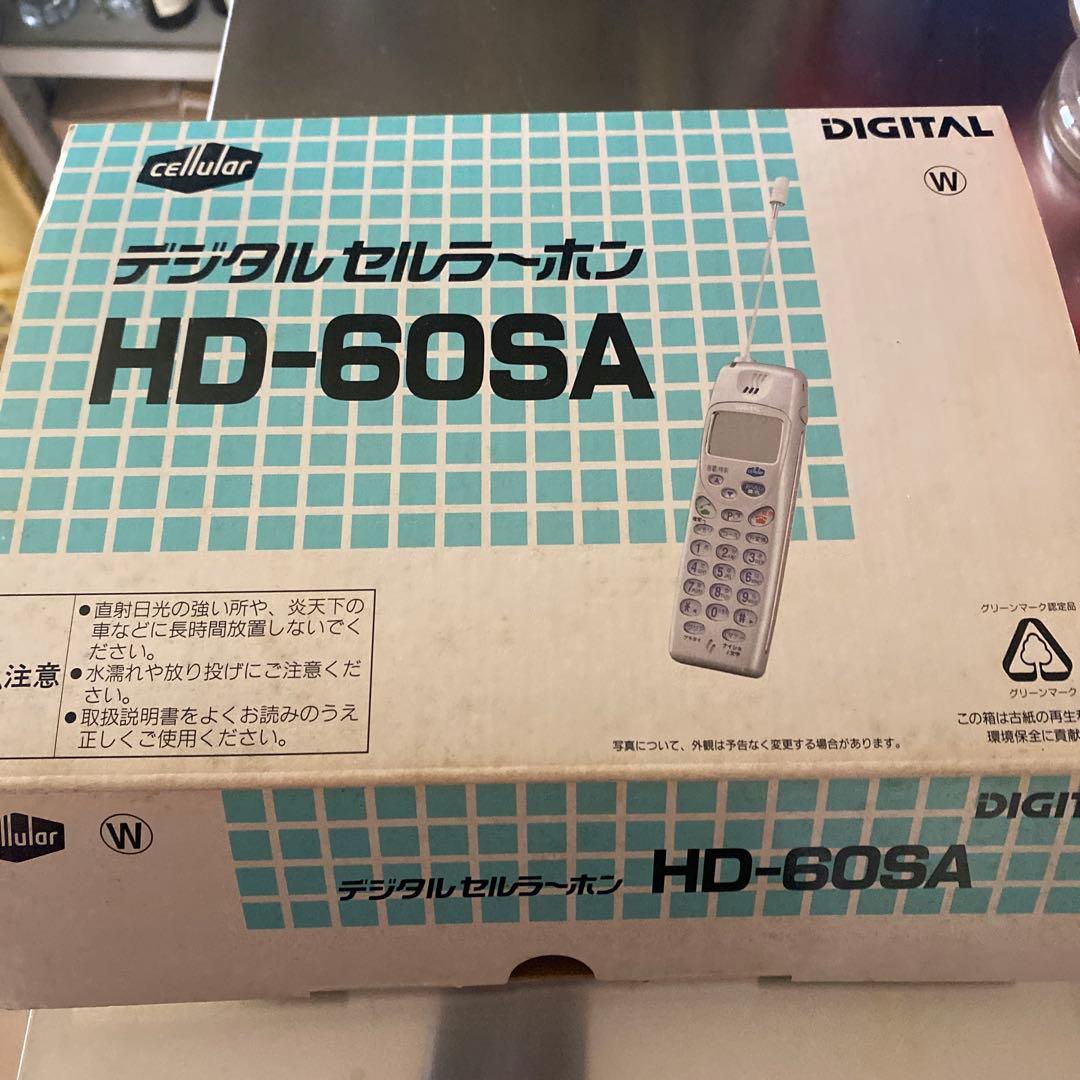 cellular
DIGITAL
W
デジタルセルラーホン
HD-60SA
注意
●直射日光の強い所や、炎天下の
車などに長時間放置しないでく
ださい。
●水濡れや放り投げにご注意くだ
さい。
●取扱説明書をよくお読みのうえ
正しくご使用ください。
グリーンマーク認定品
グリーンマーク
この箱は古紙の再生
環境保全に貢献
写真について、外観は予告なく変更する場合があります。
llular
W
DIGIT
デジタルセルラーホン
HD-60SA